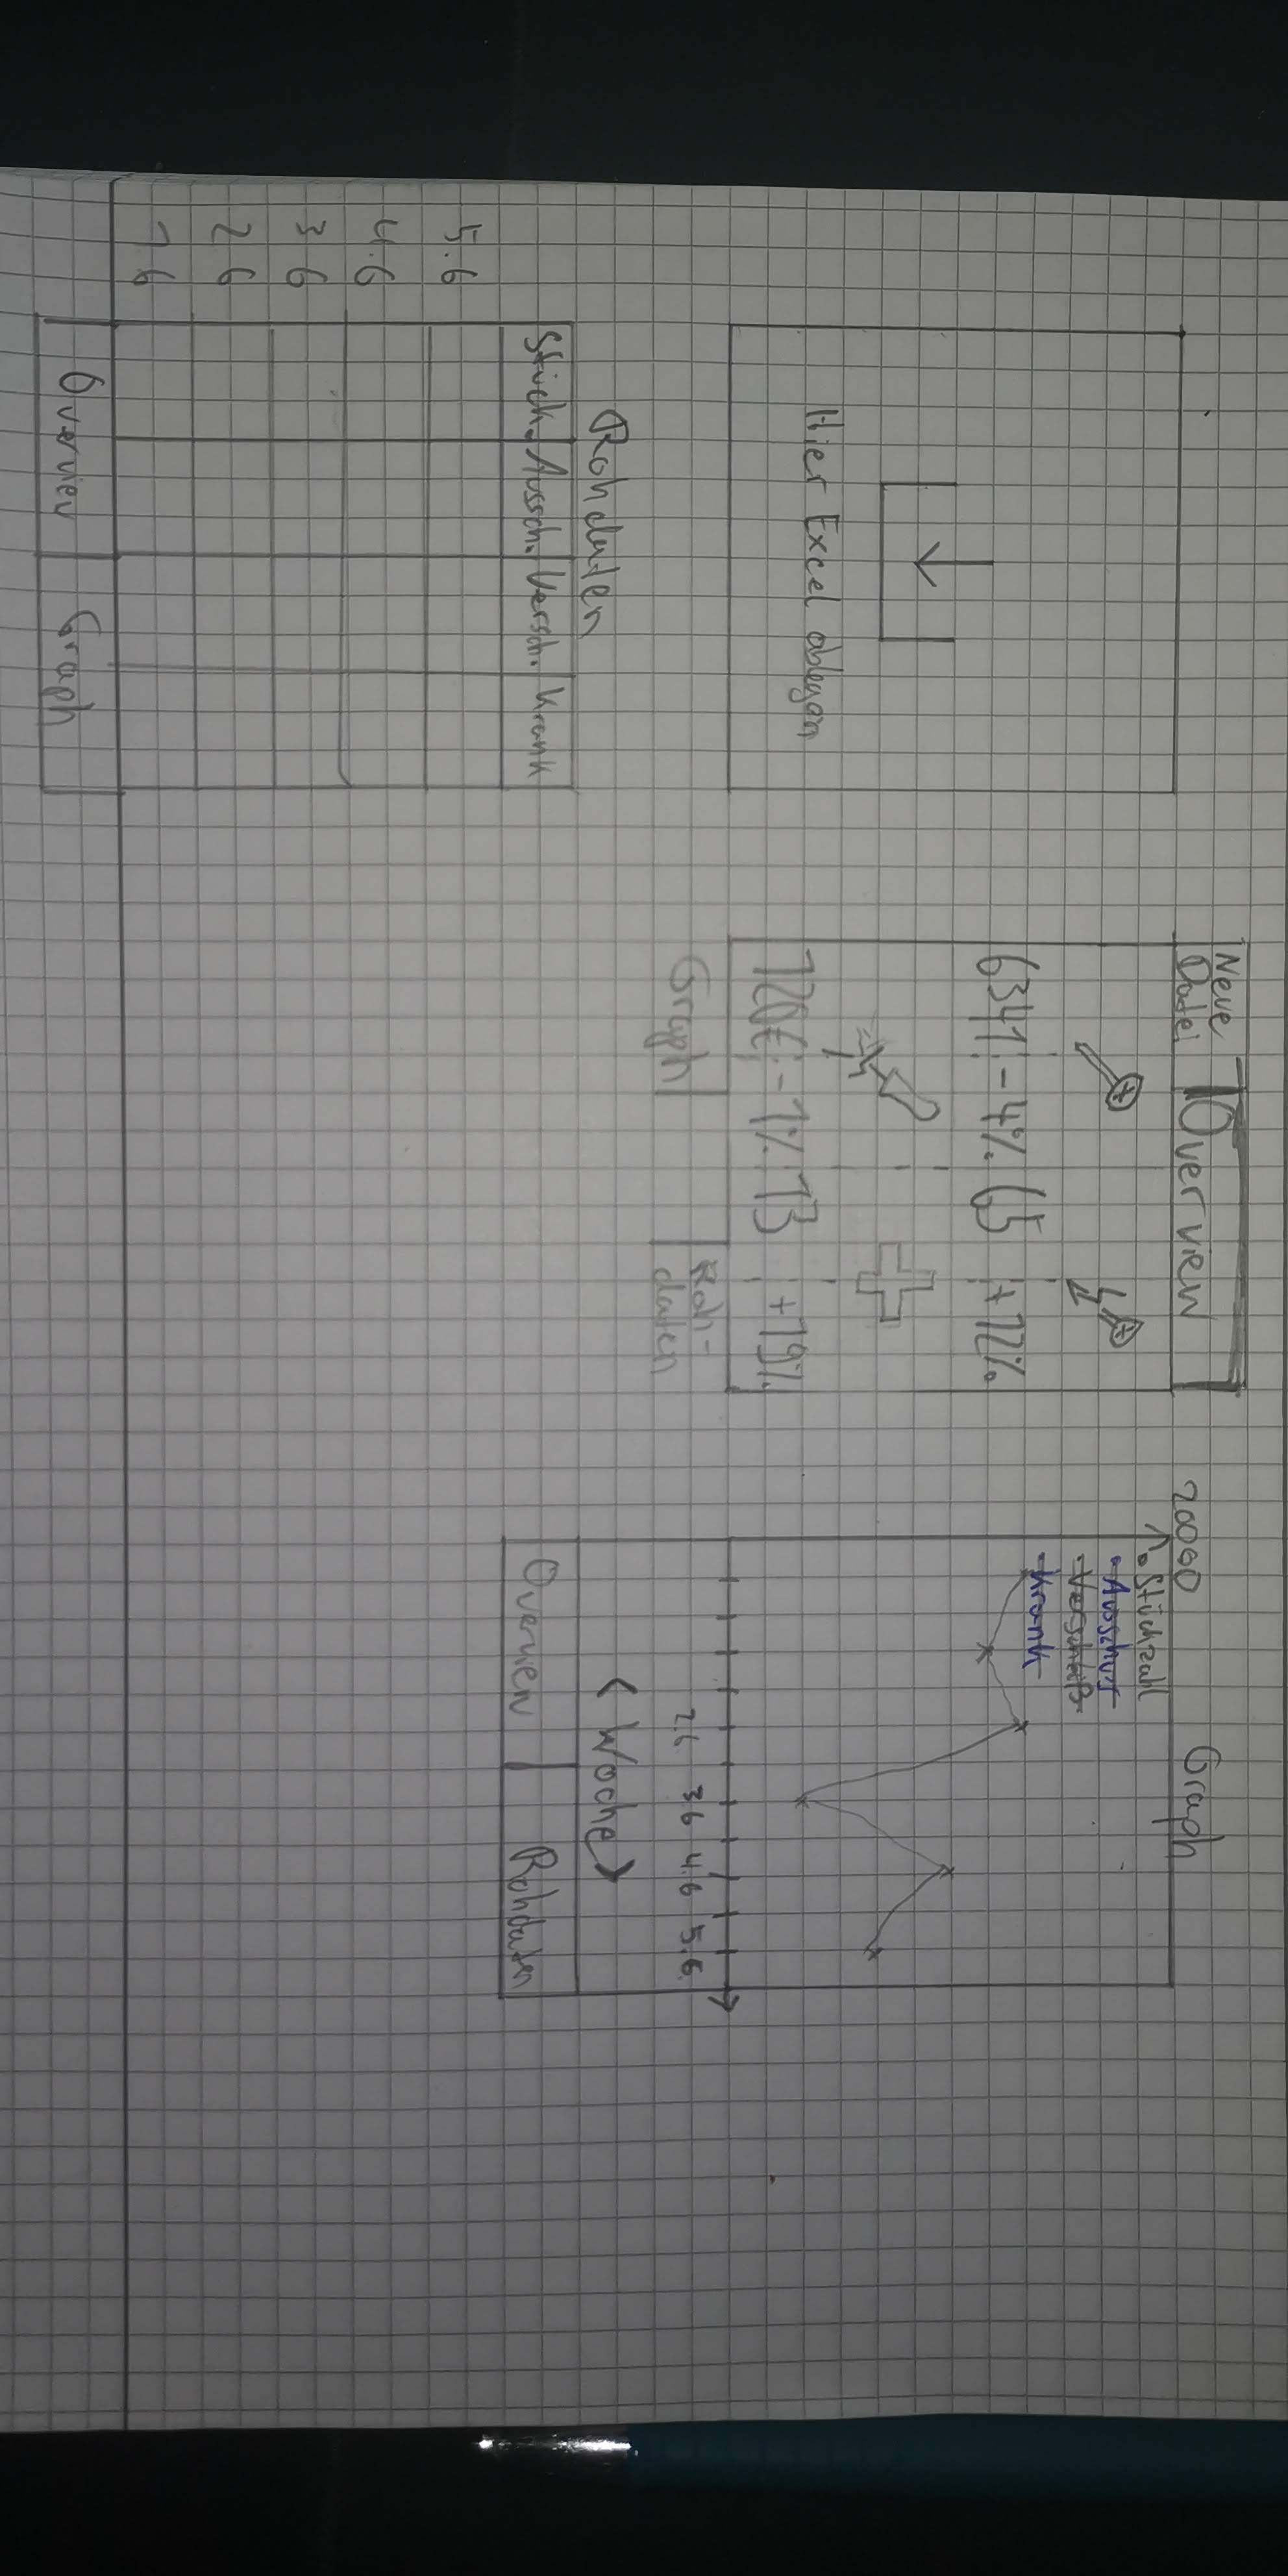 Hier Excel ablegen
Neue
Datei
Overview
6341 -4% 65 +12%
120€ -1% 13 +19%
Graph
Roh-
daten
Graph
20000
Stückzahl
Ausschuss
Verschleiß
Krank
2.6 3.6 4.6 5.6.
< Woche >
Overview Rohdaten
Rohdaten
Stück. Aussch. Versch. Krank
5.6
4.6
3 6
2 6
1 6
Overview Graph